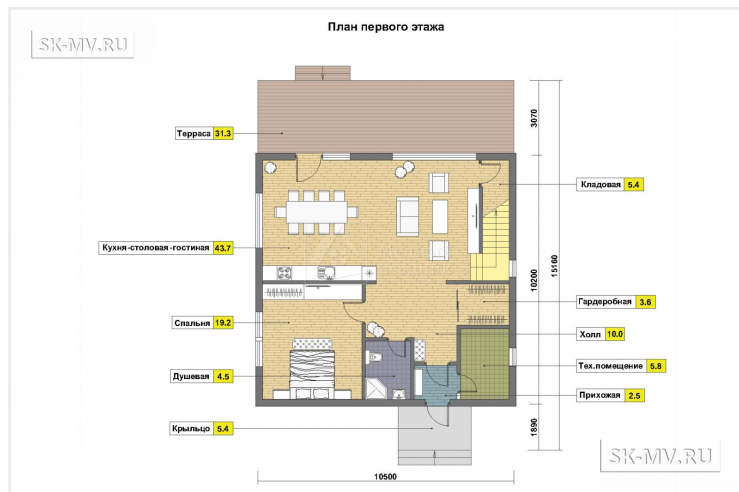 План первого этажа
SK-MV.RU
3070
Терраса 31.3
Кладовая 5.4
Кухня-столовая-гостиная 43.7
10200
15160
Гардеробная 3.6
Спальня 19.2
Холл 10.0
Тех.помещение 5.8
Душевая 4.5
Прихожая 2.5
Крыльцо 5.4
1890
SK-MV.RU
10500